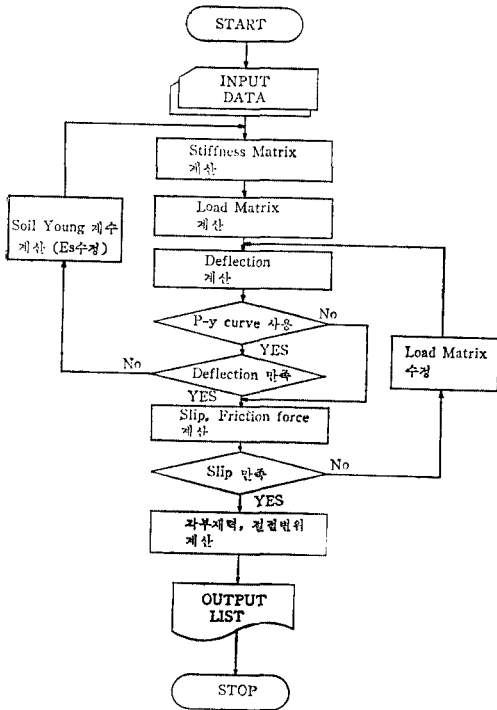 START
INPUT
DATA
Stiffness Matrix
계산
Load Matrix
계산
Soil Young 계수
계산 (Es수정)
Deflection
계산
P-y curve 사용
No
YES
Load Matrix
수정
No
Deflection 만족
YES
Slip, Friction force
계산
Slip 만족
No
YES
각부재력, 절점변위
계산
OUTPUT
LIST
STOP